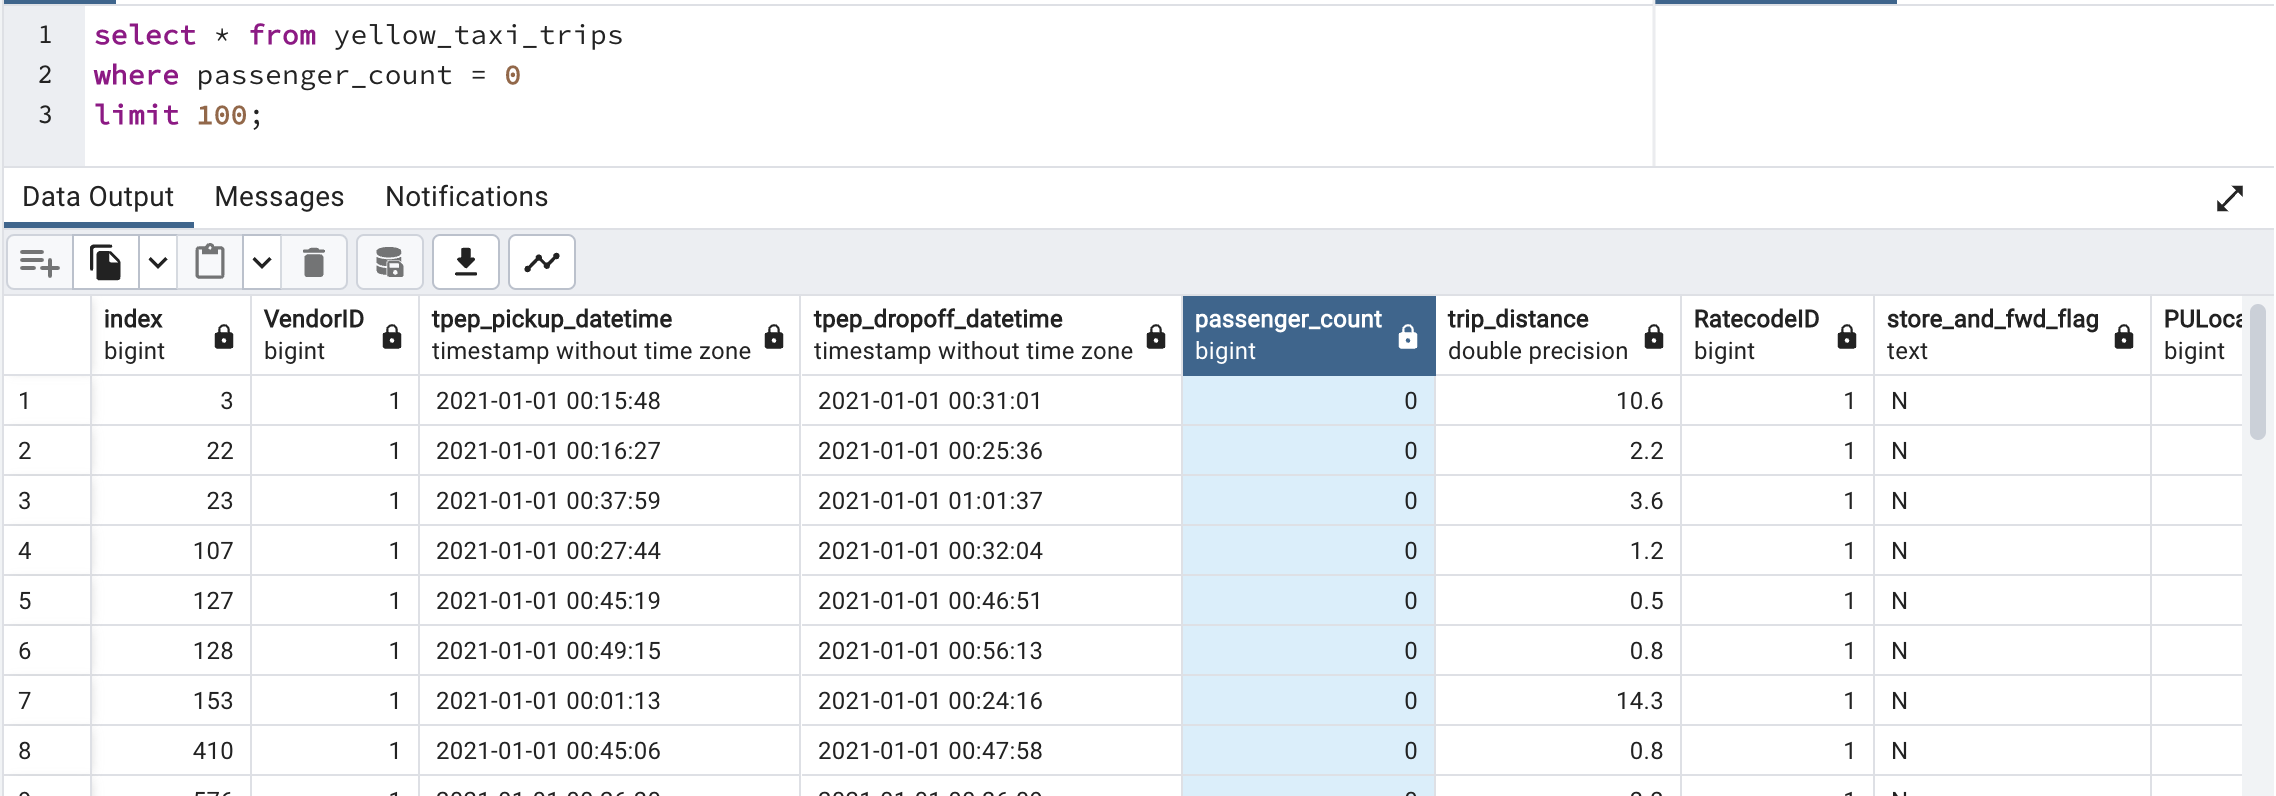 1 select * from yellow_taxi_trips
2 where passenger_count = 0
3 limit 100;
Data Output Messages Notifications
index VendorID tpep_pickup_datetime tpep_dropoff_datetime passenger_count trip_distance RatecodeID store_and_fwd_flag PULoca
bigint bigint timestamp without time zone timestamp without time zone bigint double precision bigint text bigint
1 3 1 2021-01-01 00:15:48 2021-01-01 00:31:01 0 10.6 1 N
2 22 1 2021-01-01 00:16:27 2021-01-01 00:25:36 0 2.2 1 N
3 23 1 2021-01-01 00:37:59 2021-01-01 01:01:37 0 3.6 1 N
4 107 1 2021-01-01 00:27:44 2021-01-01 00:32:04 0 1.2 1 N
5 127 1 2021-01-01 00:45:19 2021-01-01 00:46:51 0 0.5 1 N
6 128 1 2021-01-01 00:49:15 2021-01-01 00:56:13 0 0.8 1 N
7 153 1 2021-01-01 00:01:13 2021-01-01 00:24:16 0 14.3 1 N
8 410 1 2021-01-01 00:45:06 2021-01-01 00:47:58 0 0.8 1 N